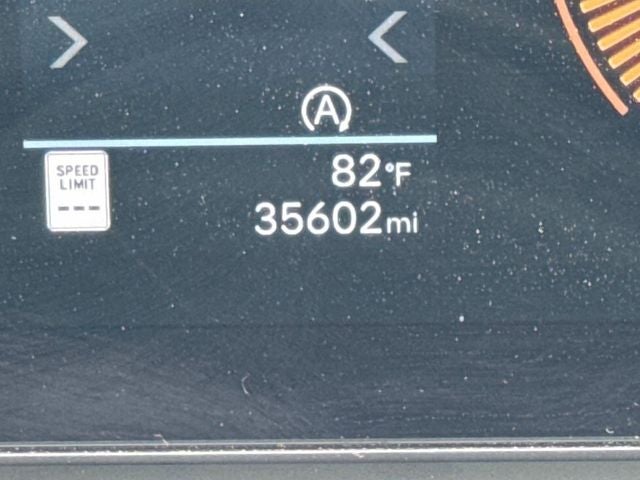 A
SPEED
LIMIT
---
82°F
35602mi